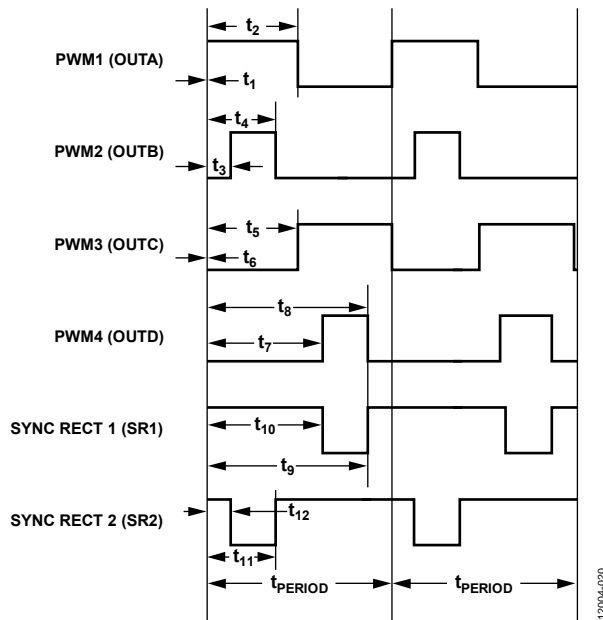 t2
PWM1 (OUTA)
t1
t4
PWM2 (OUTB)
t3
t5
PWM3 (OUTC)
t6
t8
PWM4 (OUTD)
t7
SYNC RECT 1 (SR1)
t10
t9
SYNC RECT 2 (SR2)
t12
t11
tPERIOD tPERIOD
12004-020